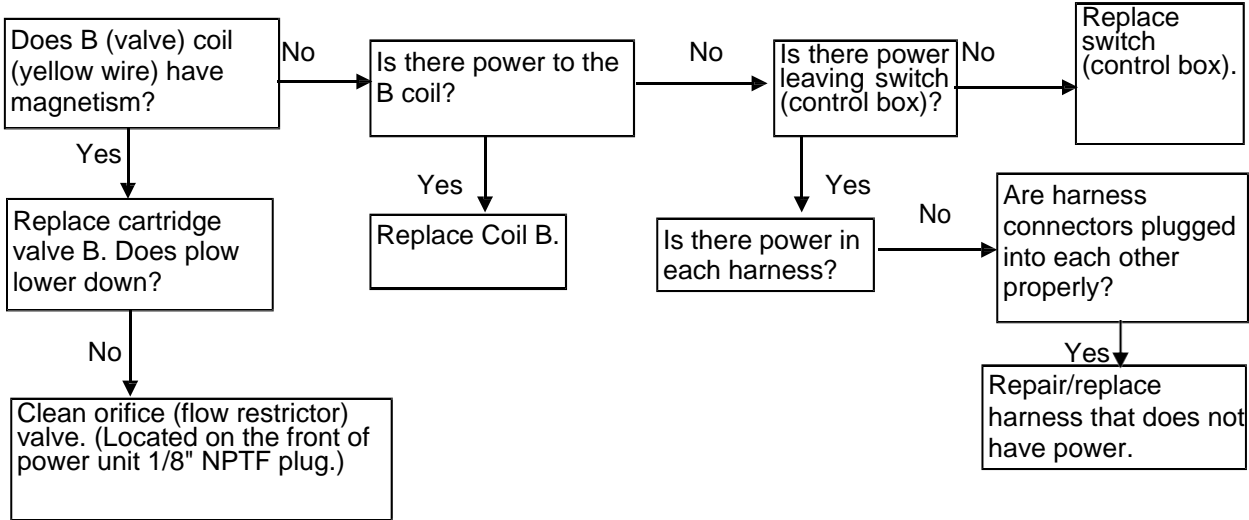 Does B (valve) coil
(yellow wire) have
magnetism?
No
Is there power to the
B coil?
No
Is there power
leaving switch
(control box)?
No
Replace
switch
(control box).
Yes
Yes
Yes
Replace cartridge
valve B. Does plow
lower down?
Replace Coil B.
Is there power in
each harness?
No
Are harness
connectors plugged
into each other
properly?
No
Yes
Clean orifice (flow restrictor)
valve. (Located on the front of
power unit 1/8" NPTF plug.)
Repair/replace
harness that does not
have power.